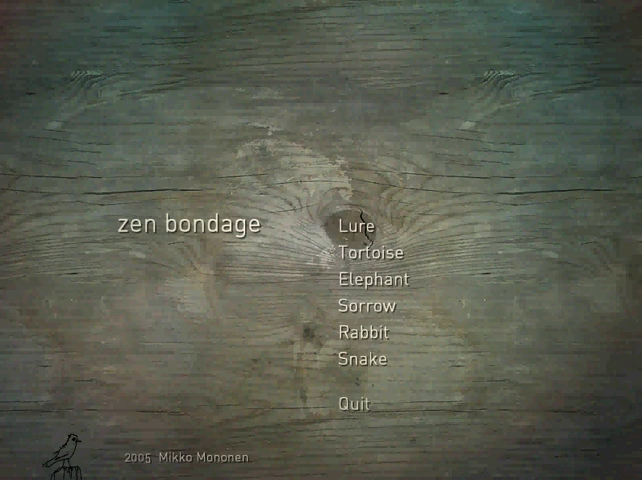 zen bondage
Lure
Tortoise
Elephant
Sorrow
Rabbit
Snake
Quit
2005 Mikko Mononen